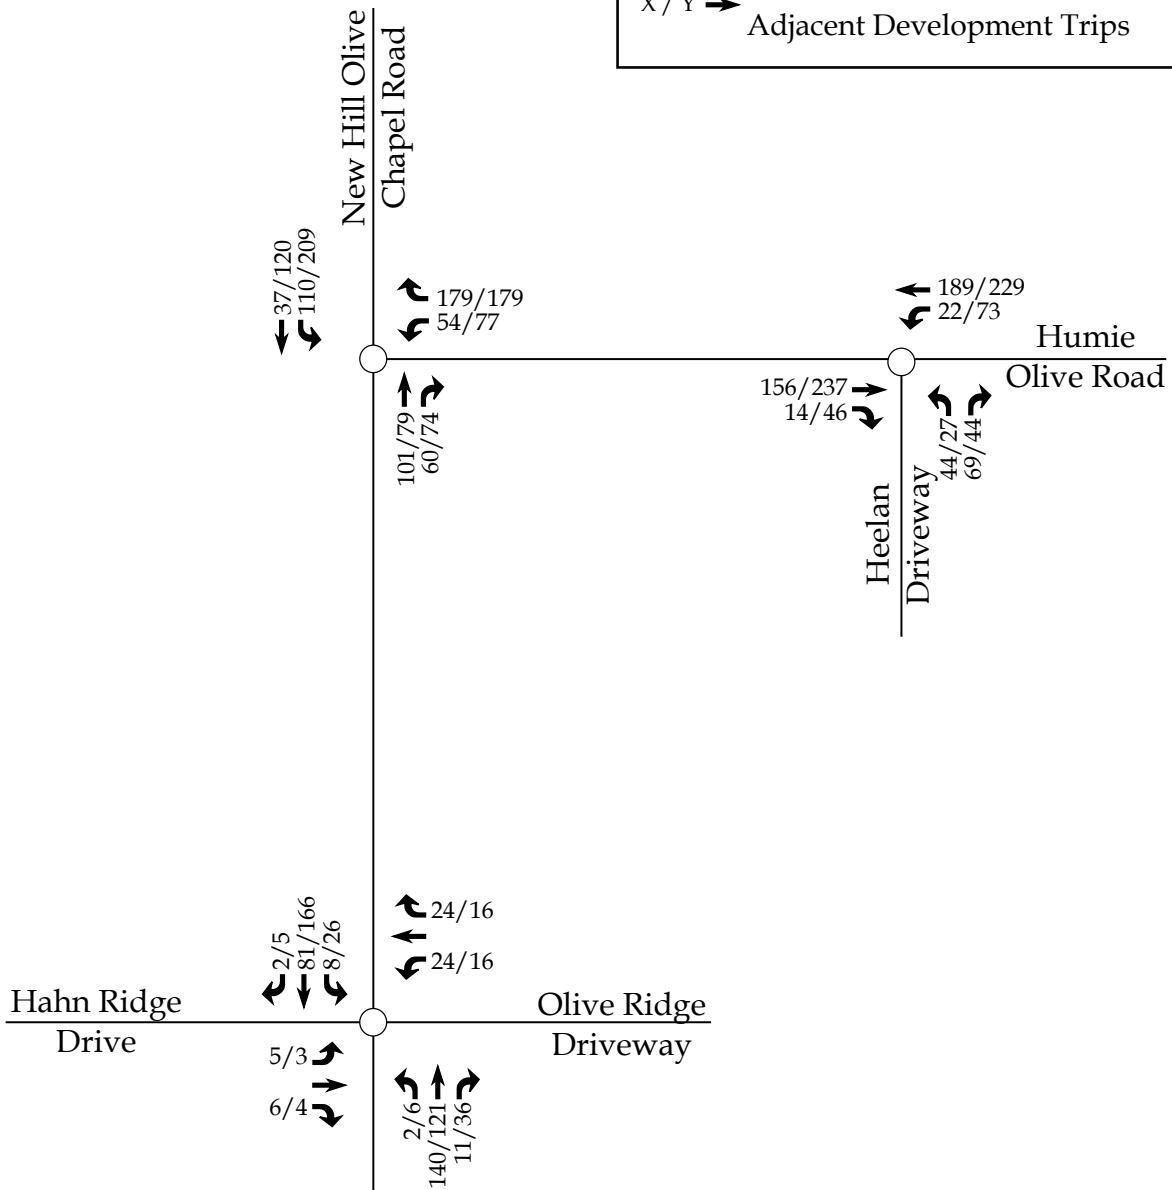 X / Y
Adjacent Development Trips
New Hill Olive
Chapel Road
37/120
110/209
179/179
54/77
189/229
22/73
Humie
Olive Road
156/237
14/46
101/79
60/74
44/27
69/44
Heelan
Driveway
2/5
81/166
8/26
24/16
24/16
Hahn Ridge
Drive
Olive Ridge
Driveway
5/3
6/4
2/6
140/121
11/36